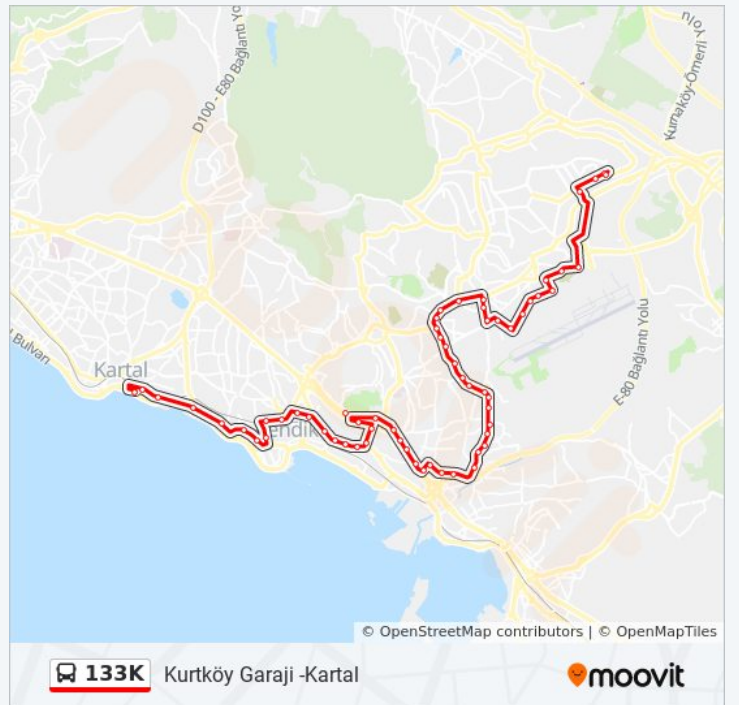 nloY
Kurnaköy-Ömerli Yolu
D100 - E80 Bağlantı Yolu
Bulvarı
Kartal
E-80 Bağlantı Yolu
endik
© OpenStreetMap contributors | © OpenMapTiles
133K Kurtköy Garaji -Kartal
moovit